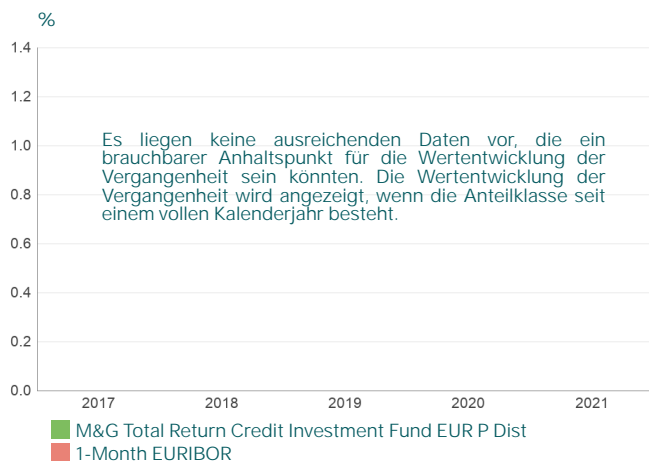 %
1.4
1.2
1.0
0.8
0.6
0.4
0.2
0.0
Es liegen keine ausreichenden Daten vor, die ein
brauchbarer Anhaltspunkt für die Wertentwicklung der
Vergangenheit sein könnten. Die Wertentwicklung der
Vergangenheit wird angezeigt, wenn die Anteilklasse seit
einem vollen Kalenderjahr besteht.
2017 2018 2019 2020 2021
M&G Total Return Credit Investment Fund EUR P Dist
1-Month EURIBOR